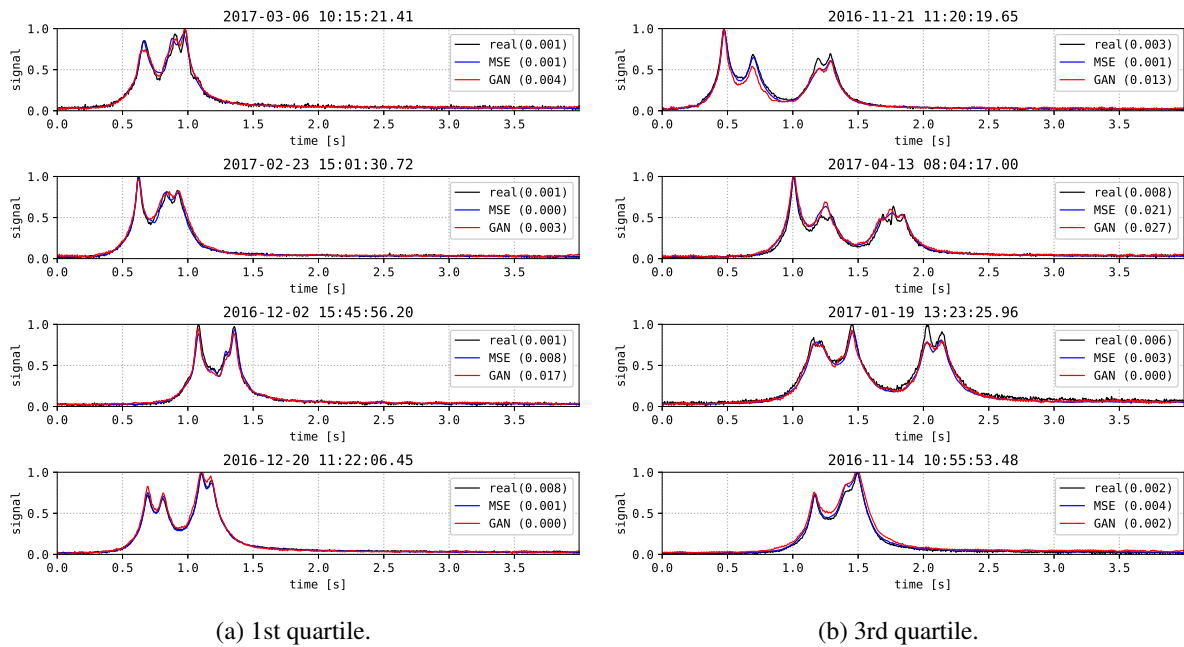 2017-03-06 10:15:21.41
signal
1.0
0.5
0.0
real(0.001)
MSE (0.001)
GAN (0.004)
0.0 0.5 1.0 1.5 2.0 2.5 3.0 3.5
time [s]
2017-02-23 15:01:30.72
signal
1.0
0.5
0.0
real(0.001)
MSE (0.000)
GAN (0.003)
0.0 0.5 1.0 1.5 2.0 2.5 3.0 3.5
time [s]
2016-12-02 15:45:56.20
signal
1.0
0.5
0.0
real(0.001)
MSE (0.008)
GAN (0.017)
0.0 0.5 1.0 1.5 2.0 2.5 3.0 3.5
time [s]
2016-12-20 11:22:06.45
signal
1.0
0.5
0.0
real(0.008)
MSE (0.001)
GAN (0.000)
0.0 0.5 1.0 1.5 2.0 2.5 3.0 3.5
time [s]
(a) 1st quartile.
2016-11-21 11:20:19.65
signal
1.0
0.5
0.0
real(0.003)
MSE (0.001)
GAN (0.013)
0.0 0.5 1.0 1.5 2.0 2.5 3.0 3.5
time [s]
2017-04-13 08:04:17.00
signal
1.0
0.5
0.0
real(0.008)
MSE (0.021)
GAN (0.027)
0.0 0.5 1.0 1.5 2.0 2.5 3.0 3.5
time [s]
2017-01-19 13:23:25.96
signal
1.0
0.5
0.0
real(0.006)
MSE (0.003)
GAN (0.000)
0.0 0.5 1.0 1.5 2.0 2.5 3.0 3.5
time [s]
2016-11-14 10:55:53.48
signal
1.0
0.5
0.0
real(0.002)
MSE (0.004)
GAN (0.002)
0.0 0.5 1.0 1.5 2.0 2.5 3.0 3.5
time [s]
(b) 3rd quartile.